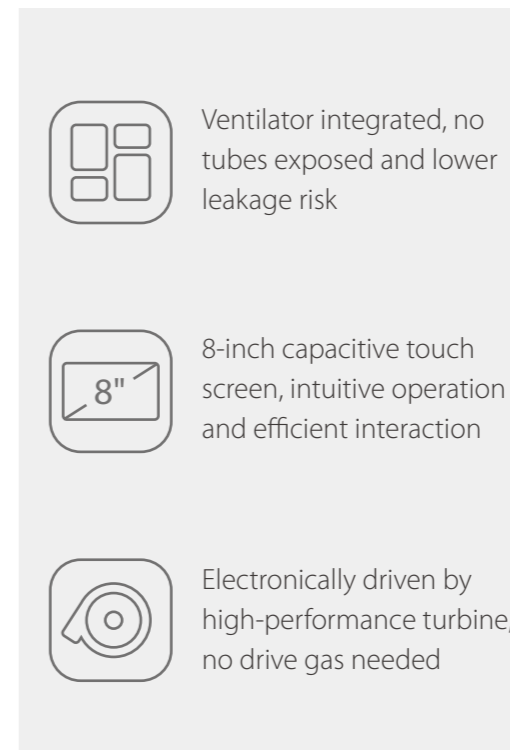 Ventilator integrated, no
tubes exposed and lower
leakage risk
8"
8-inch capacitive touch
screen, intuitive operation
and efficient interaction
Electronically driven by
high-performance turbine,
no drive gas needed